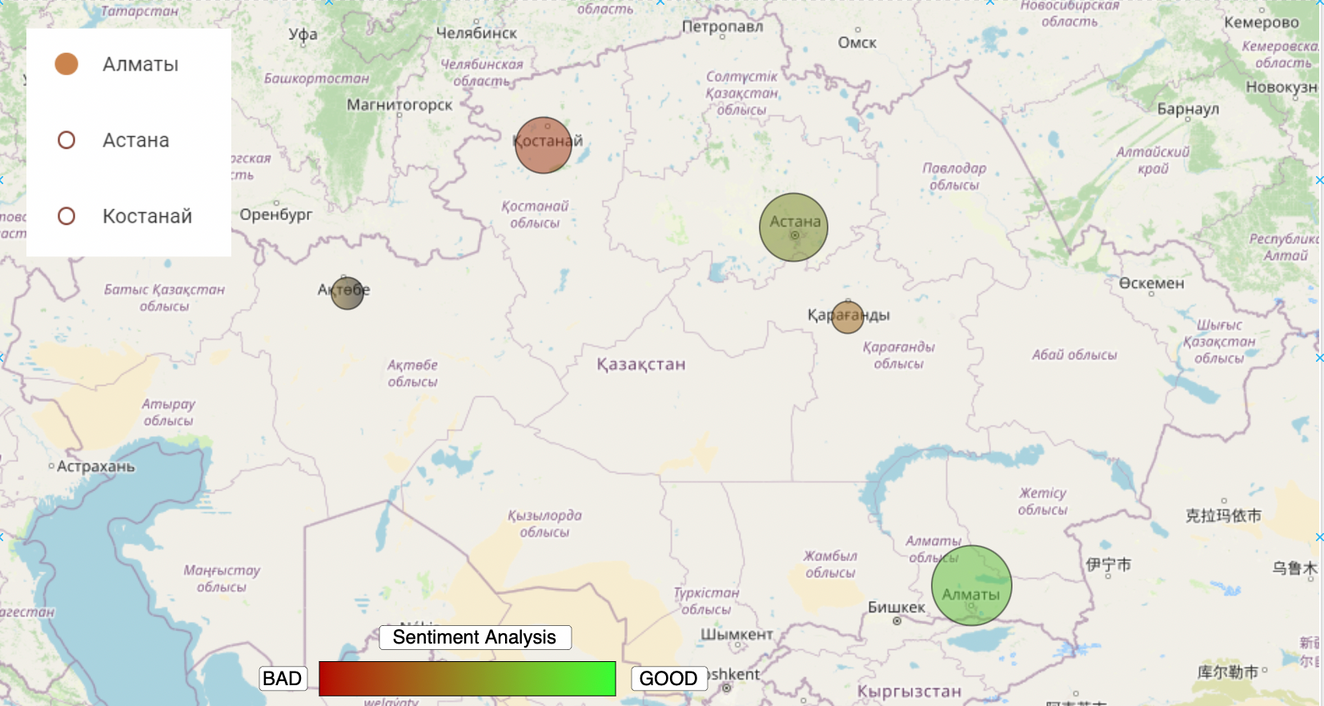 Татарстан
область
Новосибирская
область
Кемерово
Петропавл
Уфа
Челябинск
Омск
Кемеровска
область
Челябинская
область
Алматы
Башкортостан
Солтүстік
Қазақстан
облысы
Новокузн
Магнитогорск
Барнаул
Астана
Қостанай
Алтайский
край
Павлодар
облысы
Костанай
Оренбург
Қостанай
облысы
Астана
Республика
Алтай
Батыс Қазақстан
облысы
Ақтөбе
Өскемен
Қарағанды
Шығыс
Қазақстан
облысы
Қарағанды
облысы
Абай облысы
Қазақстан
Ақтөбе
облысы
Атырау
облысы
Астрахань
Жетісу
облысы
Қызылорда
облысы
克拉玛依市
Алматы
облысы
Жамбыл
облысы
伊宁市
乌鲁木
Маңғыстау
облысы
Түркістан
облысы
Алматы
Бишкек
Шымкент
Sentiment Analysis
BAD
GOOD
库尔勒市
Кыргызстан
welayaty